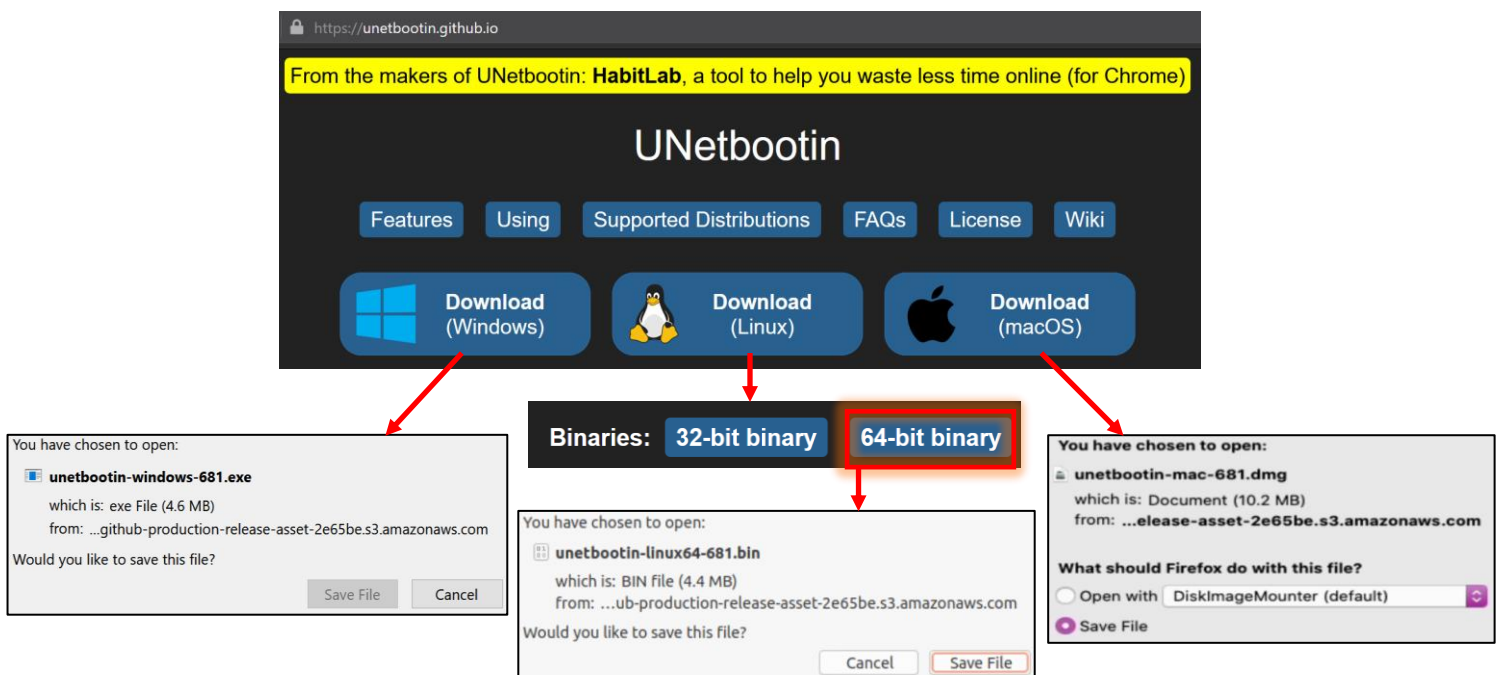 https://unetbootin.github.io
From the makers of UNetbootin: HabitLab, a tool to help you waste less time online (for Chrome)
UNetbootin
Features Using Supported Distributions FAQs License Wiki
Download
(Windows)
Download
(Linux)
Download
(macOS)
Binaries: 32-bit binary 64-bit binary
You have chosen to open:
unetbootin-windows-681.exe
which is: exe File (4.6 MB)
from: ...github-production-release-asset-2e65be.s3.amazonaws.com
Would you like to save this file?
Save File Cancel
You have chosen to open:
unetbootin-linux64-681.bin
which is: BIN file (4.4 MB)
from: ...ub-production-release-asset-2e65be.s3.amazonaws.com
Would you like to save this file?
Cancel Save File
You have chosen to open:
unetbootin-mac-681.dmg
which is: Document (10.2 MB)
from: ...elease-asset-2e65be.s3.amazonaws.com
What should Firefox do with this file?
Open with DiskImageMounter (default)
Save File